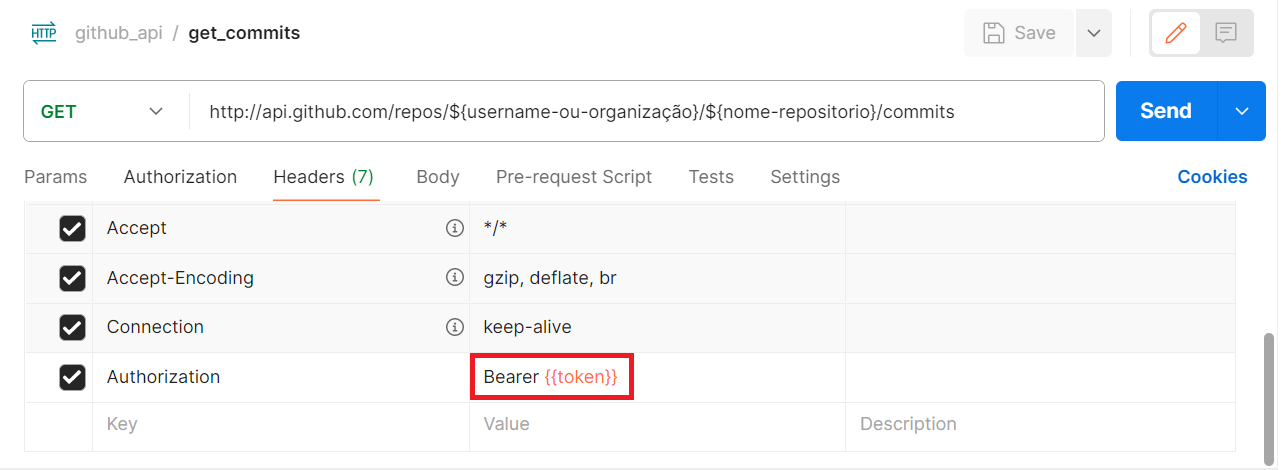 HTTP github_api / get_commits Save
GET http://api.github.com/repos/${username-ou-organização}/${nome-repositorio}/commits Send
Params Authorization Headers (7) Body Pre-request Script Tests Settings Cookies
Accept */*
Accept-Encoding gzip, deflate, br
Connection keep-alive
Authorization Bearer {{token}}
Key Value Description